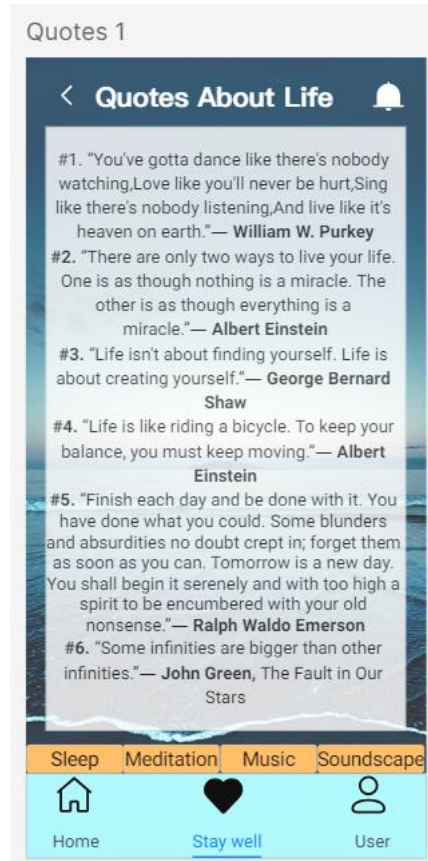 Quotes 1
Quotes About Life
#1. “You've gotta dance like there's nobody
watching,Love like you'll never be hurt,Sing
like there's nobody listening,And live like it's
heaven on earth.”— William W. Purkey
#2. “There are only two ways to live your life.
One is as though nothing is a miracle. The
other is as though everything is a
miracle.”— Albert Einstein
#3. “Life isn't about finding yourself. Life is
about creating yourself.”— George Bernard
Shaw
#4. “Life is like riding a bicycle. To keep your
balance, you must keep moving.”— Albert
Einstein
#5. “Finish each day and be done with it. You
have done what you could. Some blunders
and absurdities no doubt crept in; forget them
as soon as you can. Tomorrow is a new day.
You shall begin it serenely and with too high a
spirit to be encumbered with your old
nonsense.”— Ralph Waldo Emerson
#6. “Some infinities are bigger than other
infinities.”— John Green, The Fault in Our
Stars
Sleep Meditation Music Soundscape
Home Stay well User